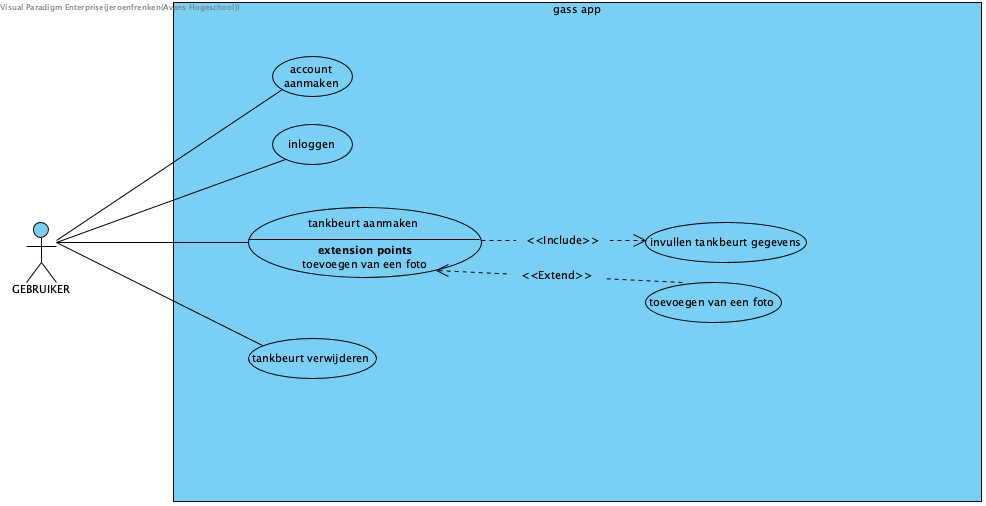 Visual Paradigm Enterprise(jeroenfrenken(Avans Hogeschool))
gass app
account
aanmaken
inloggen
tankbeurt aanmaken
extension points
toevoegen van een foto
<<Include>>
invullen tankbeurt gegevens
<<Extend>>
toevoegen van een foto
GEBRUIKER
tankbeurt verwijderen